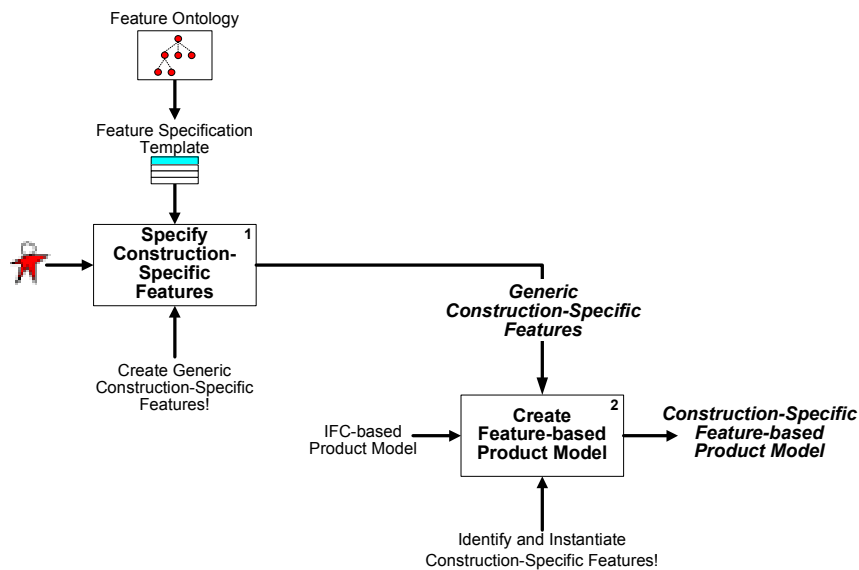 Feature Ontology
Feature Specification
Template
1
Specify
Construction-
Specific
Features
Create Generic
Construction-Specific
Features!
Generic
Construction-Specific
Features
IFC-based
Product Model
2
Create
Feature-based
Product Model
Construction-Specific
Feature-based
Product Model
Identify and Instantiate
Construction-Specific Features!